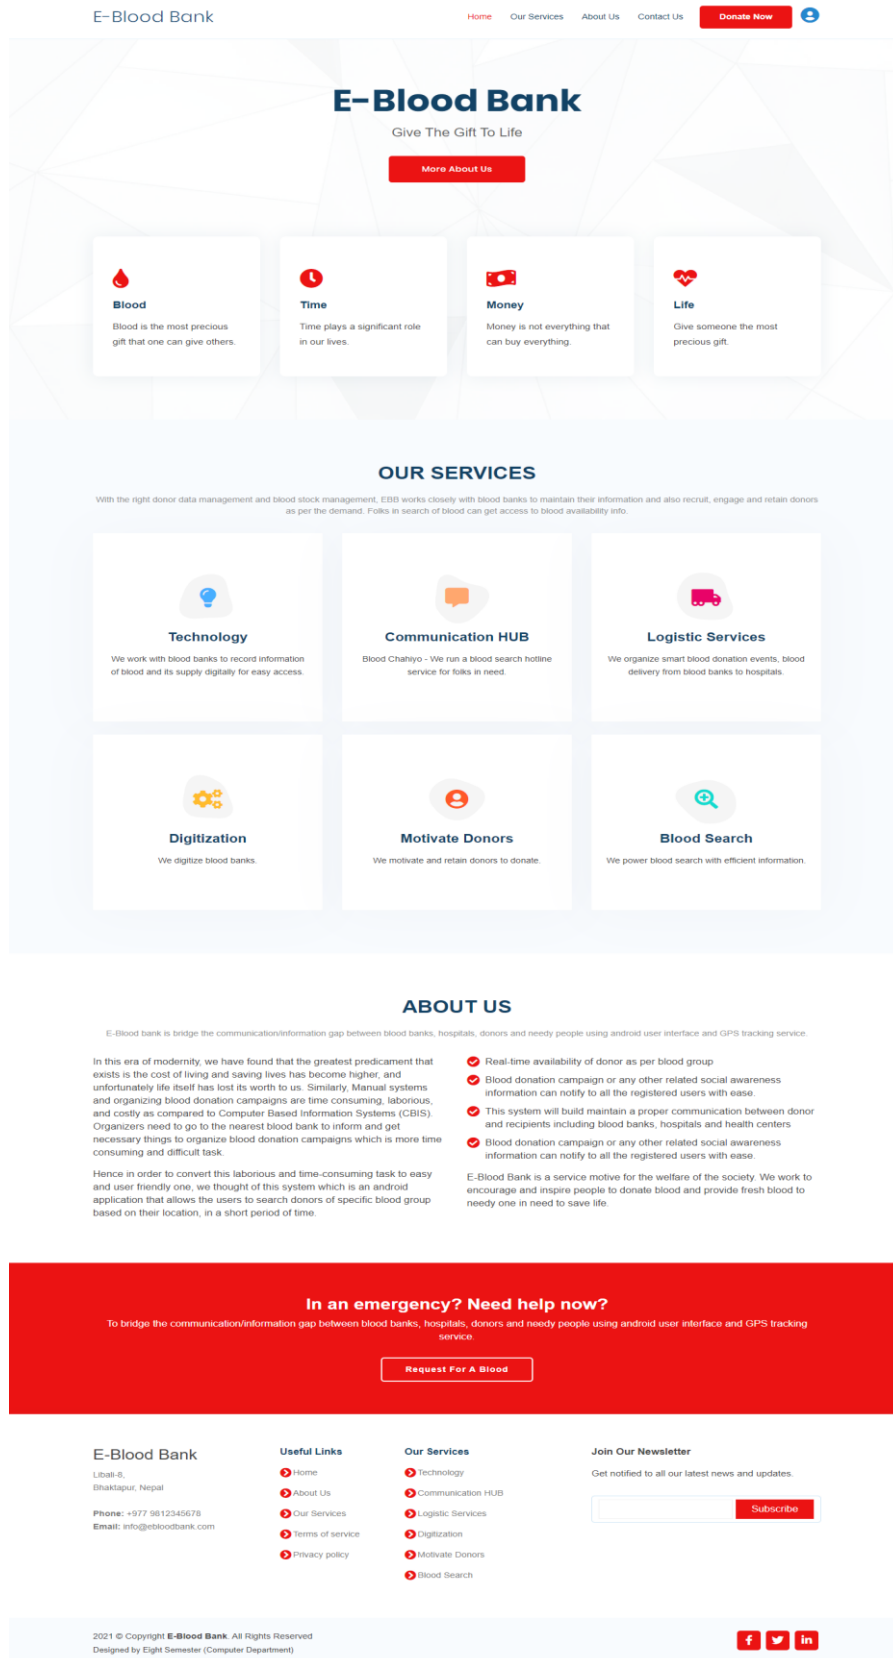 E-Blood Bank
Home Our Services About Us Contact Us Donate Now
E-Blood Bank
Give The Gift To Life
More About Us
Blood
Blood is the most precious
gift that one can give others.
Time
Time plays a significant role
in our lives.
Money
Money is not everything that
can buy everything.
Life
Give someone the most
precious gift.
OUR SERVICES
With the right donor data management and blood stock management, EBB works closely with blood banks to maintain their information and also recruit, engage and retain donors
as per the demand. Folks in search of blood can get access to blood availability info.
Technology
We work with blood banks to record information
of blood and its supply digitally for easy access.
Communication HUB
Blood Chahiyo - We run a blood search hotline
service for folks in need.
Logistic Services
We organize smart blood donation events, blood
delivery from blood banks to hospitals.
Digitization
We digitize blood banks.
Motivate Donors
We motivate and retain donors to donate.
Blood Search
We power blood search with efficient information.
ABOUT US
E-Blood bank is bridge the communication/information gap between blood banks, hospitals, donors and needy people using android user interface and GPS tracking service.
In this era of modernity, we have found that the greatest predicament that
exists is the cost of living and saving lives has become higher, and
unfortunately life itself has lost its worth to us. Similarly, Manual systems
and organizing blood donation campaigns are time consuming, laborious,
and costly as compared to Computer Based Information Systems (CBIS).
Organizers need to go to the nearest blood bank to inform and get
necessary things to organize blood donation campaigns which is more time
consuming and difficult task.
Hence in order to convert this laborious and time-consuming task to easy
and user friendly one, we thought of this system which is an android
application that allows the users to search donors of specific blood group
based on their location, in a short period of time.
Real-time availability of donor as per blood group
Blood donation campaign or any other related social awareness
information can notify to all the registered users with ease.
This system will build maintain a proper communication between donor
and recipients including blood banks, hospitals and health centers
Blood donation campaign or any other related social awareness
information can notify to all the registered users with ease.
E-Blood Bank is a service motive for the welfare of the society. We work to
encourage and inspire people to donate blood and provide fresh blood to
needy one in need to save life.
In an emergency? Need help now?
To bridge the communication/information gap between blood banks, hospitals, donors and needy people using android user interface and GPS tracking
service.
Request For A Blood
E-Blood Bank
Libali-8,
Bhaktapur, Nepal
Phone: +977 9812345678
Email: info@ebloodbank.com
Useful Links
Home
About Us
Our Services
Terms of service
Privacy policy
Our Services
Technology
Communication HUB
Logistic Services
Digitization
Motivate Donors
Blood Search
Join Our Newsletter
Get notified to all our latest news and updates.
Subscribe
2021 © Copyright E-Blood Bank. All Rights Reserved
Designed by Eight Semester (Computer Department)